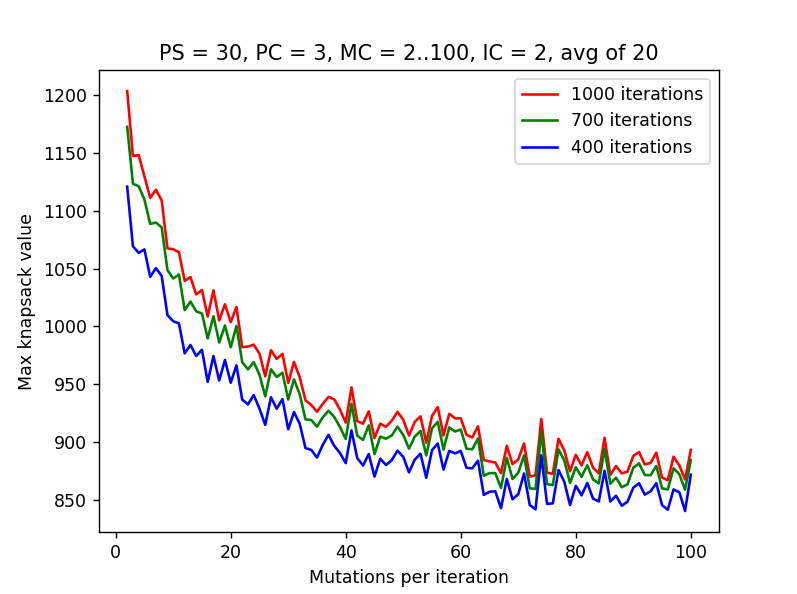 PS = 30, PC = 3, MC = 2..100, IC = 2, avg of 20
1000 iterations
700 iterations
400 iterations
1200
1150
1100
1050
1000
950
900
850
Max knapsack value
0 20 40 60 80 100
Mutations per iteration